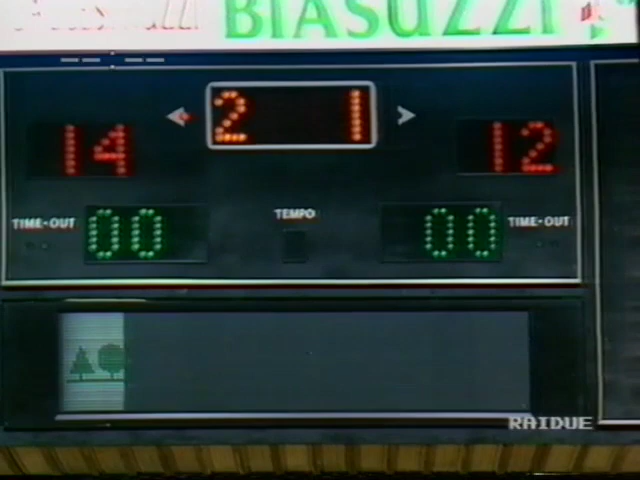 BIASUZZI
2 1
14 12
TIME-OUT 00 TEMPO 00 TIME-OUT
RAIDUE